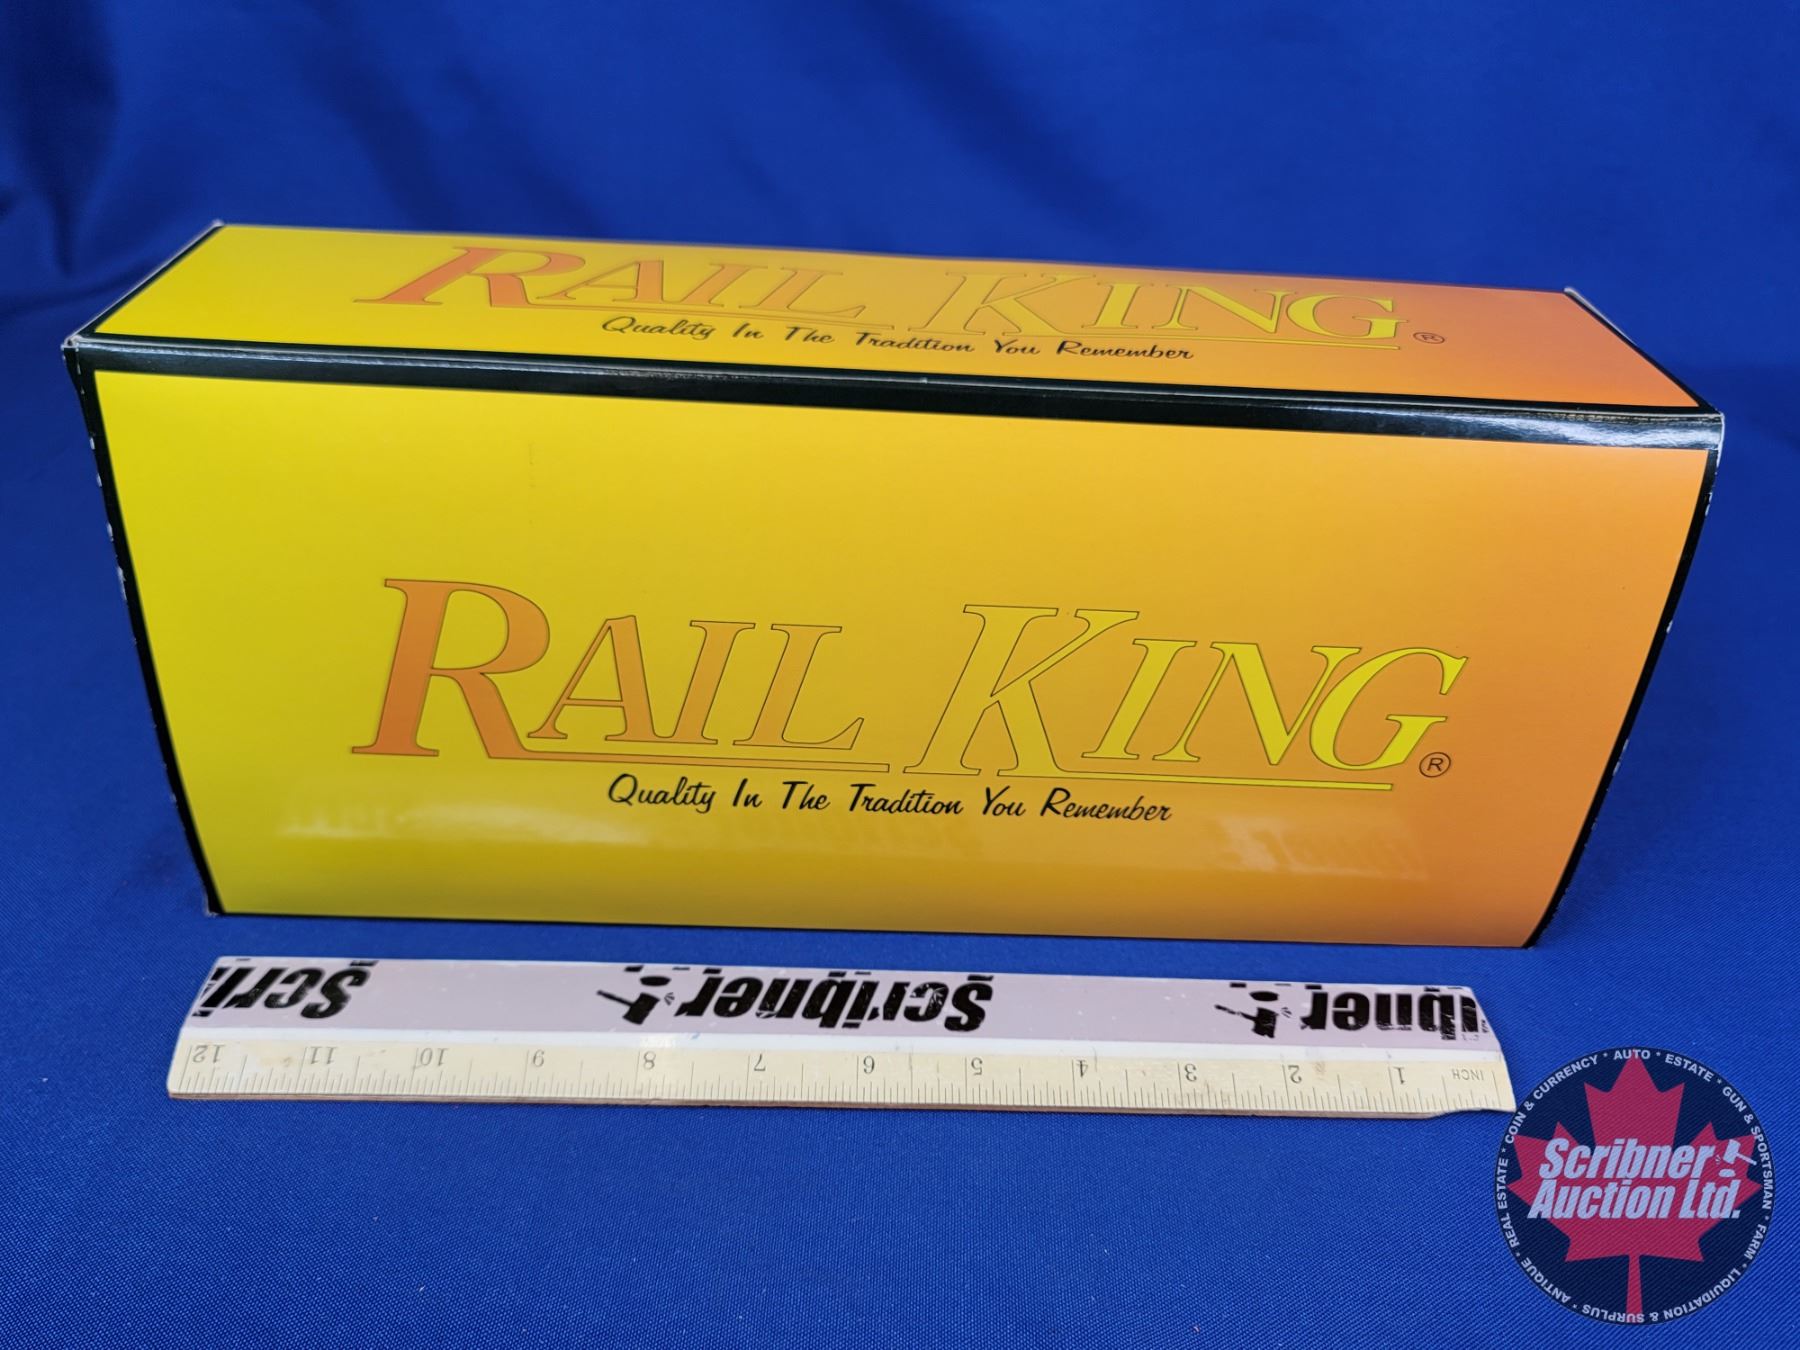 RAIL KING®
Quality In The Tradition You Remember
RAIL KING®
Quality In The Tradition You Remember
Scri
Scribner
Scribner
12 11 10 9 8 7 6 5 4 3 2 1 INCH
Scribner
Auction Ltd.
ANTIQUE * REAL ESTATE * COIN & CURRENCY * AUTO * ESTATE * GUN & SPORTSMAN * FARM * LIQUIDATION & SURPLUS *